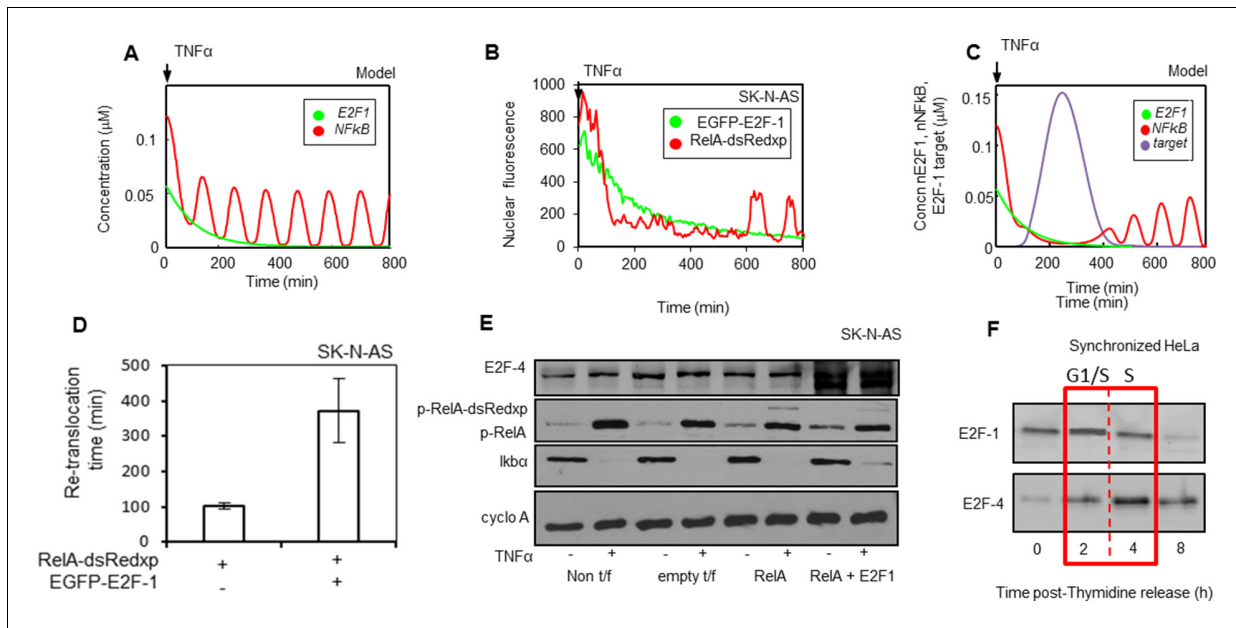 A
TNFα
Model
E2F1
NFkB
Concentration (μM)
0.1
0.05
0
0 200 400 600 800
Time (min)
B
TNFα
SK-N-AS
EGFP-E2F-1
RelA-dsRedxp
Nuclear fluorescence
1000
800
600
400
200
0
0 200 400 600 800
Time (min)
C
TNFα
Model
E2F1
NFkB
target
Concn nE2F1, nNFkB,
E2F-1 target (μM)
0.15
0.1
0.05
0
0 200 400 600 800
Time (min)
Time (min)
D
SK-N-AS
Re-translocation
time (min)
500
400
300
200
100
0
RelA-dsRedxp + +
EGFP-E2F-1 - +
E
SK-N-AS
E2F-4
p-RelA-dsRedxp
p-RelA
Ikbα
cyclo A
TNFα - + - + - + - +
Non t/f empty t/f RelA RelA + E2F1
F
Synchronized HeLa
G1/S S
E2F-1
E2F-4
0 2 4 8
Time post-Thymidine release (h)